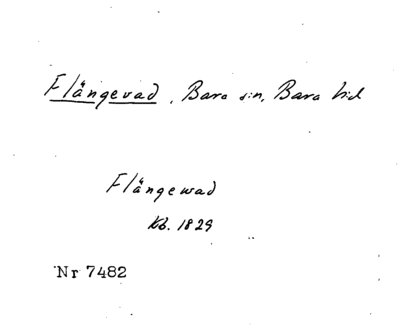 Flängevad, Bara sn, Bara hd
Flängewad
Kb. 1829
Nr 7482